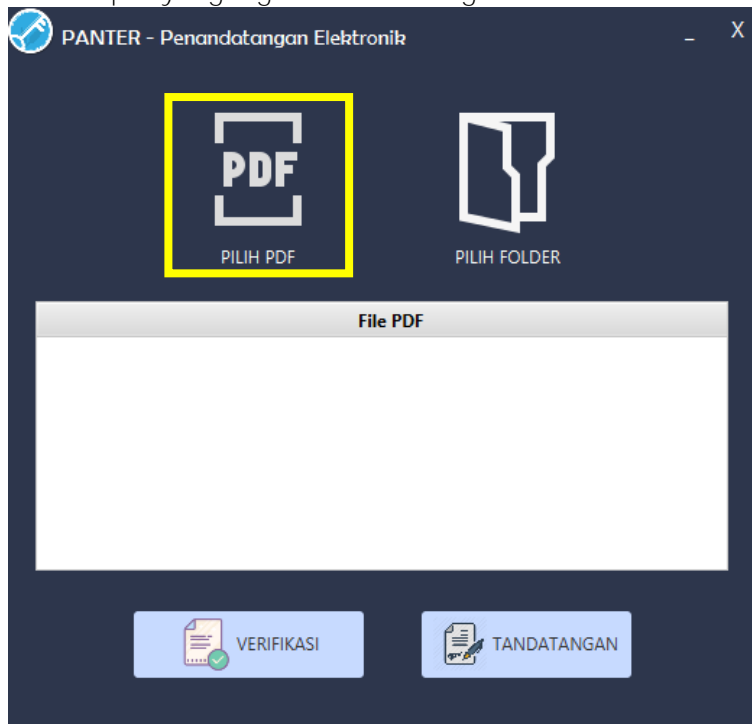 PANTER - Penandatangan Elektronik
_ X
PDF
PILIH PDF
PILIH FOLDER
File PDF
VERIFIKASI
TANDATANGAN